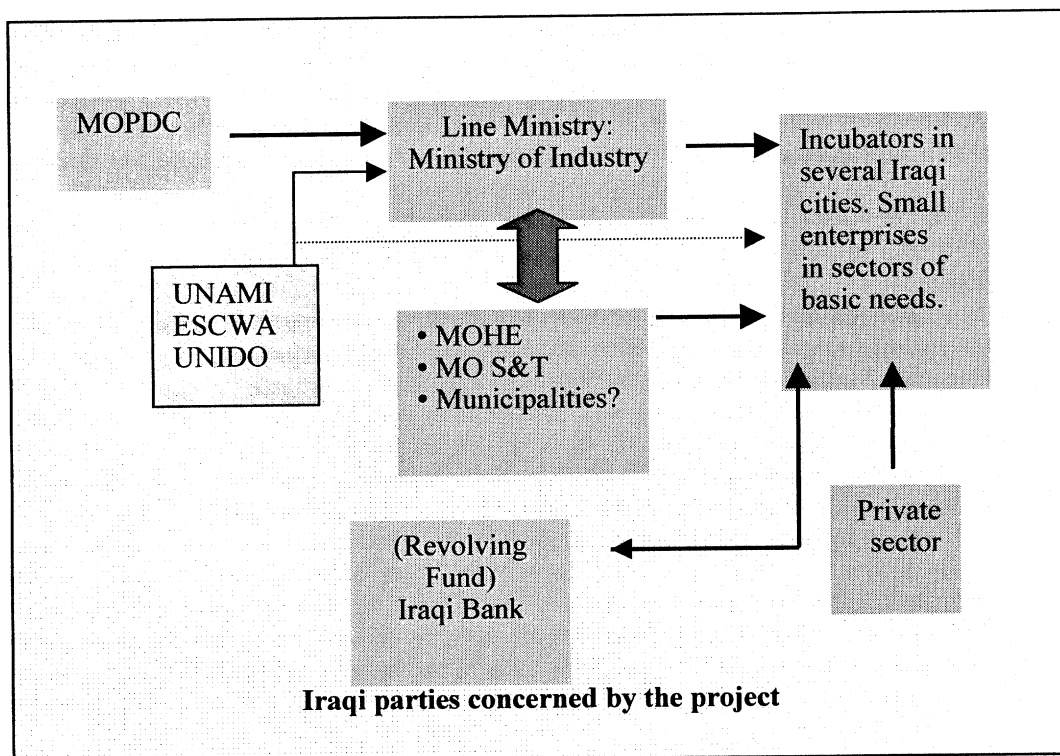 MOPDC
Line Ministry:
Ministry of Industry
Incubators in
several Iraqi
cities. Small
enterprises
in sectors of
basic needs.
UNAMI
ESCWA
UNIDO
• MOHE
• MO S&T
• Municipalities?
(Revolving
Fund)
Iraqi Bank
Private
sector
Iraqi parties concerned by the project